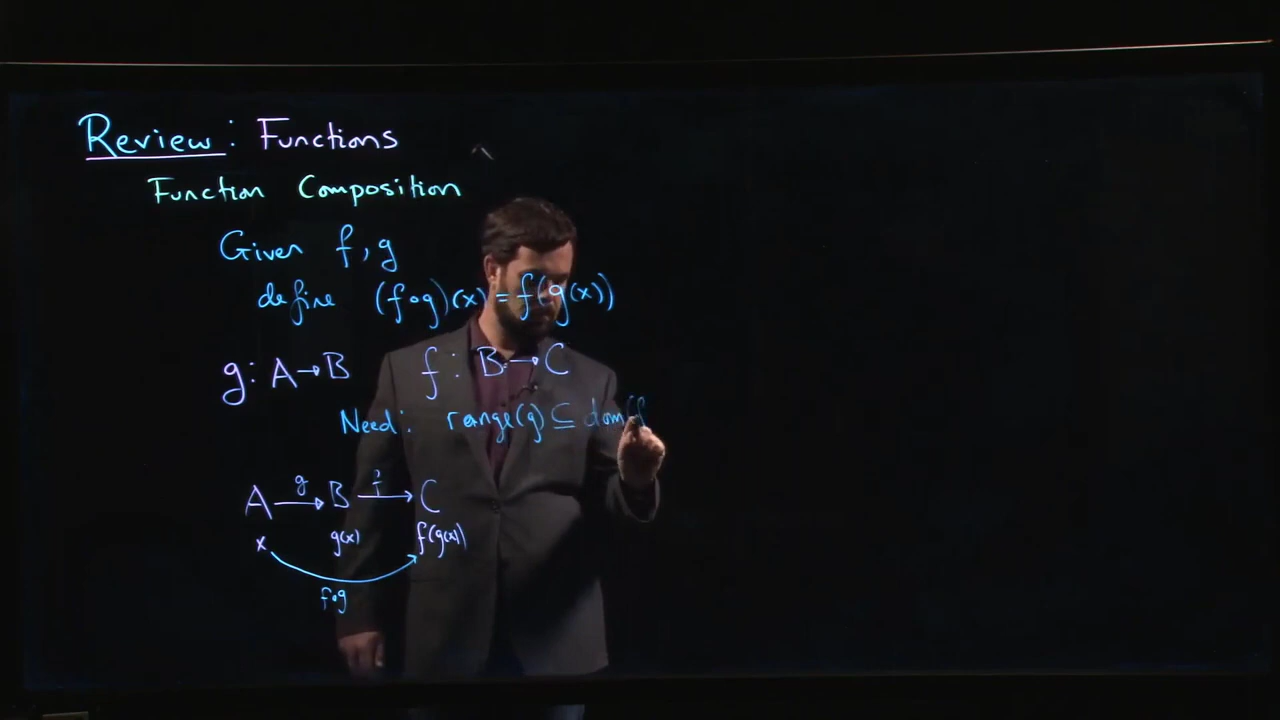 Review: Functions
Function Composition
Given f, g
define (f∘g)(x) = f(g(x))
g: A→B f: B→C
Need: range(g) ⊆ dom(f
A g→ B f→ C
x g(x) f(g(x))
f∘g